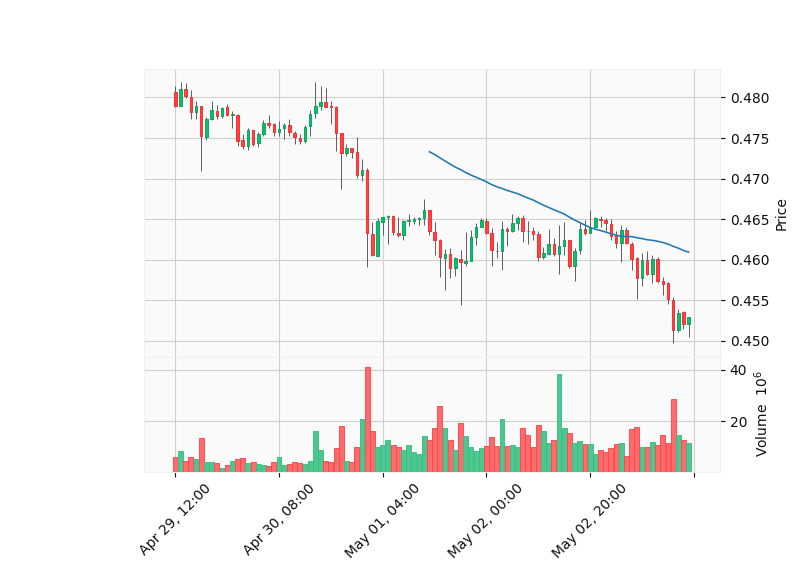 0.480
0.475
0.470
0.465
0.460
0.455
0.450
Price
40
20
Volume 10^6
Apr 29, 12:00
Apr 30, 08:00
May 01, 04:00
May 02, 00:00
May 02, 20:00